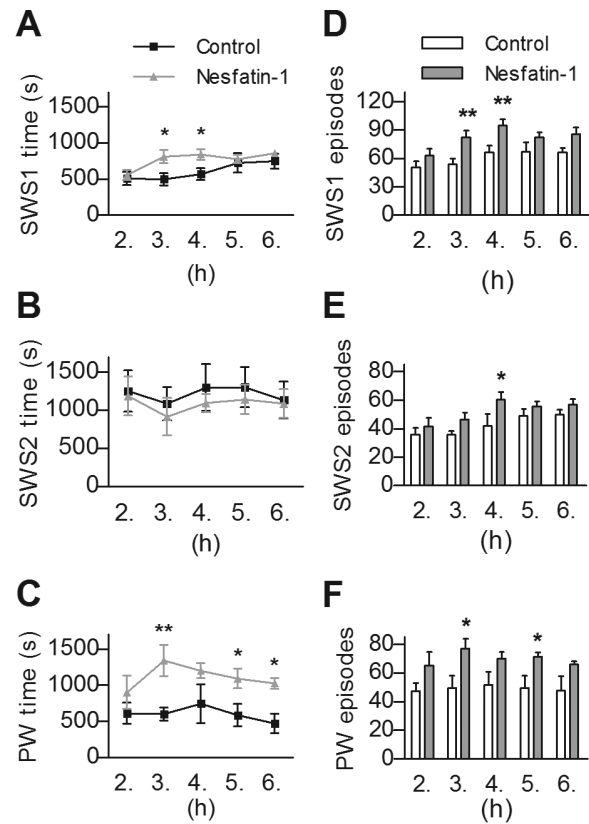 A
Control
Nesfatin-1
SWS1 time (s)
1500
1000
500
0
* *
2. 3. 4. 5. 6.
(h)
D
Control
Nesfatin-1
SWS1 episodes
120
90
60
30
0
** **
2. 3. 4. 5. 6.
(h)
B
SWS2 time (s)
1500
1000
500
0
2. 3. 4. 5. 6.
(h)
E
SWS2 episodes
80
60
40
20
0
*
2. 3. 4. 5. 6.
(h)
C
PW time (s)
1500
1000
500
0
** * *
2. 3. 4. 5. 6.
(h)
F
PW episodes
80
60
40
20
0
* *
2. 3. 4. 5. 6.
(h)